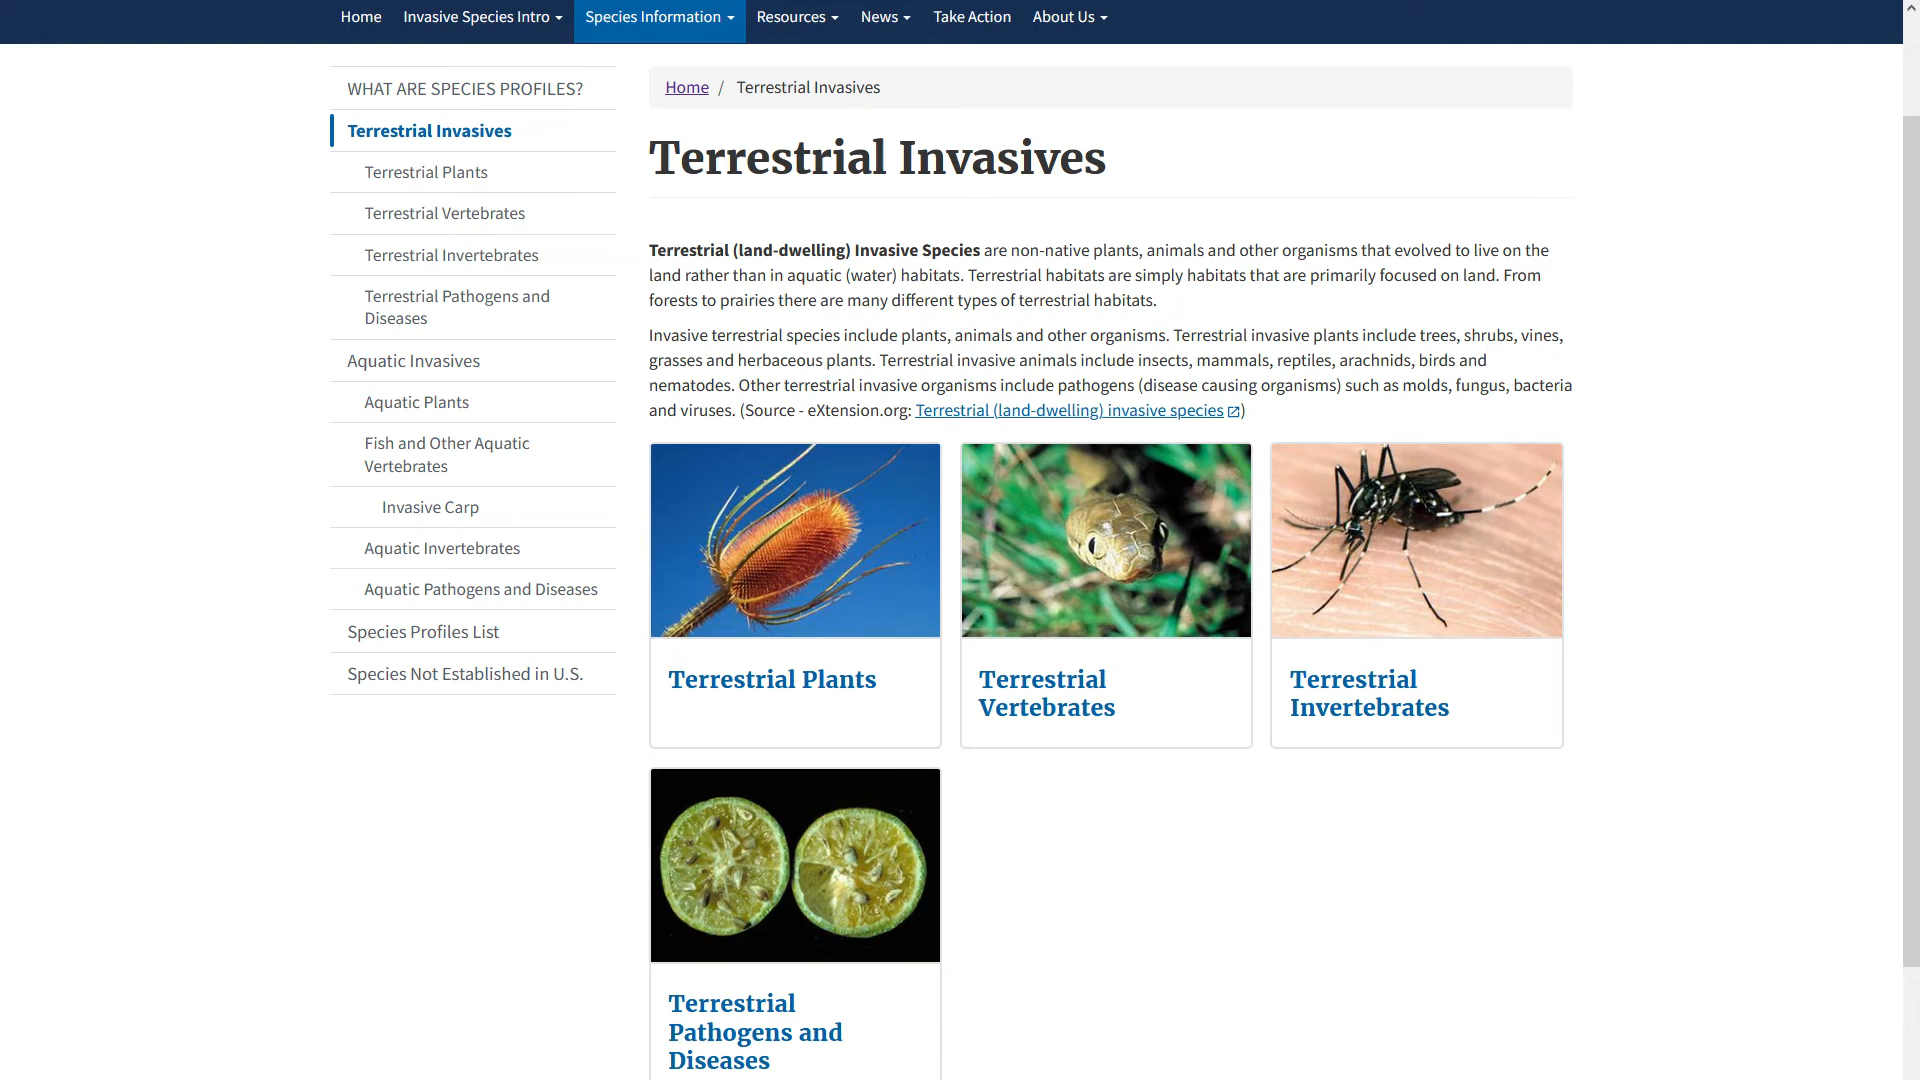 Home Invasive Species Intro Species Information Resources News Take Action About Us
WHAT ARE SPECIES PROFILES?
Terrestrial Invasives
Terrestrial Plants
Terrestrial Vertebrates
Terrestrial Invertebrates
Terrestrial Pathogens and
Diseases
Aquatic Invasives
Aquatic Plants
Fish and Other Aquatic
Vertebrates
Invasive Carp
Aquatic Invertebrates
Aquatic Pathogens and Diseases
Species Profiles List
Species Not Established in U.S.
Home / Terrestrial Invasives
Terrestrial Invasives
Terrestrial (land-dwelling) Invasive Species are non-native plants, animals and other organisms that evolved to live on the
land rather than in aquatic (water) habitats. Terrestrial habitats are simply habitats that are primarily focused on land. From
forests to prairies there are many different types of terrestrial habitats.
Invasive terrestrial species include plants, animals and other organisms. Terrestrial invasive plants include trees, shrubs, vines,
grasses and herbaceous plants. Terrestrial invasive animals include insects, mammals, reptiles, arachnids, birds and
nematodes. Other terrestrial invasive organisms include pathogens (disease causing organisms) such as molds, fungus, bacteria
and viruses. (Source - eXtension.org: Terrestrial (land-dwelling) invasive species)
Terrestrial Plants
Terrestrial
Vertebrates
Terrestrial
Invertebrates
Terrestrial
Pathogens and
Diseases